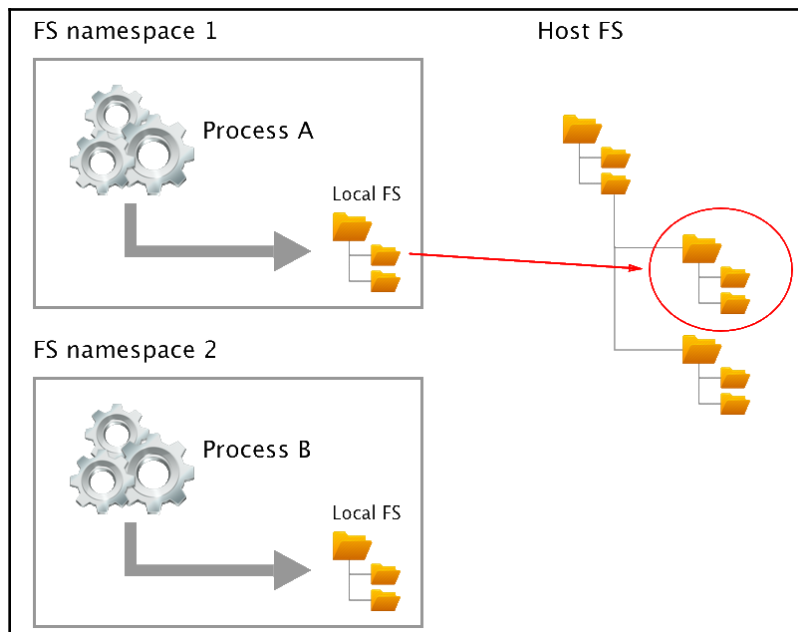 FS namespace 1
Host FS
Process A
Local FS
FS namespace 2
Process B
Local FS